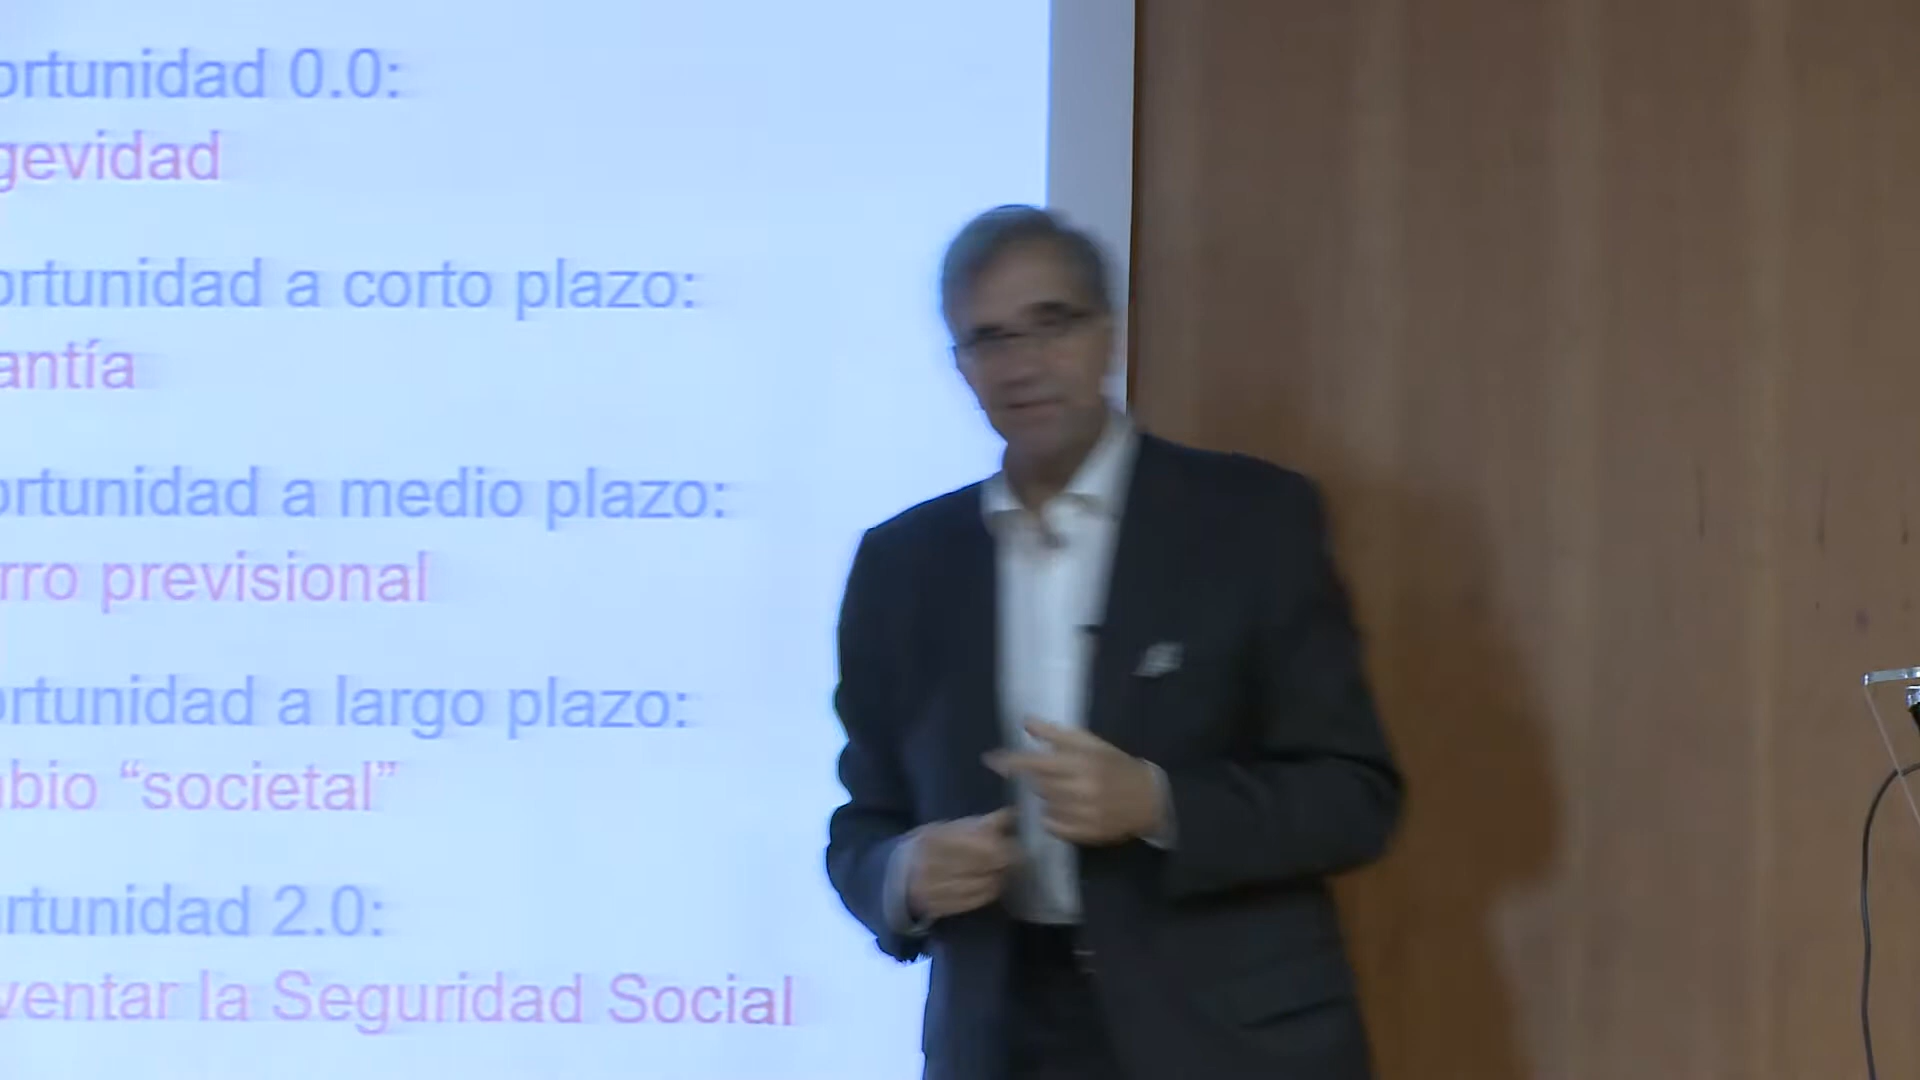 ortunidad 0.0:
gevidad
ortunidad a corto plazo:
antía
ortunidad a medio plazo:
rro previsional
ortunidad a largo plazo:
bio “societal”
rtunidad 2.0:
ventar la Seguridad Social